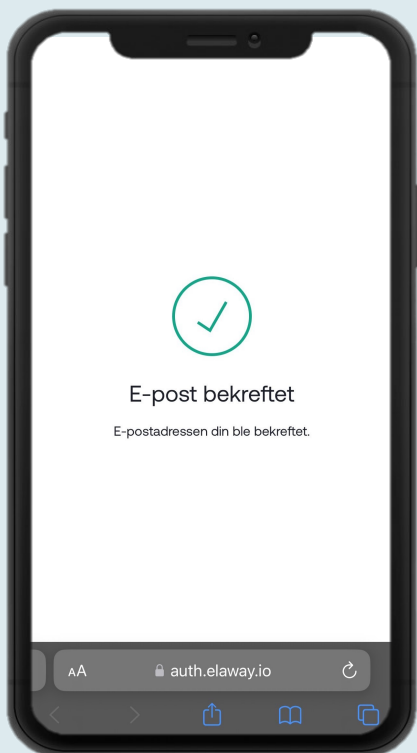 E-post bekreftet
E-postadressen din ble bekreftet.
AA auth.elaway.io